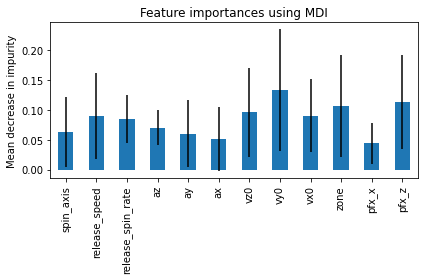 Feature importances using MDI
Mean decrease in impurity
0.20
0.15
0.10
0.05
0.00
spin_axis
release_speed
release_spin_rate
az
ay
ax
vz0
vy0
vx0
zone
pfx_x
pfx_z